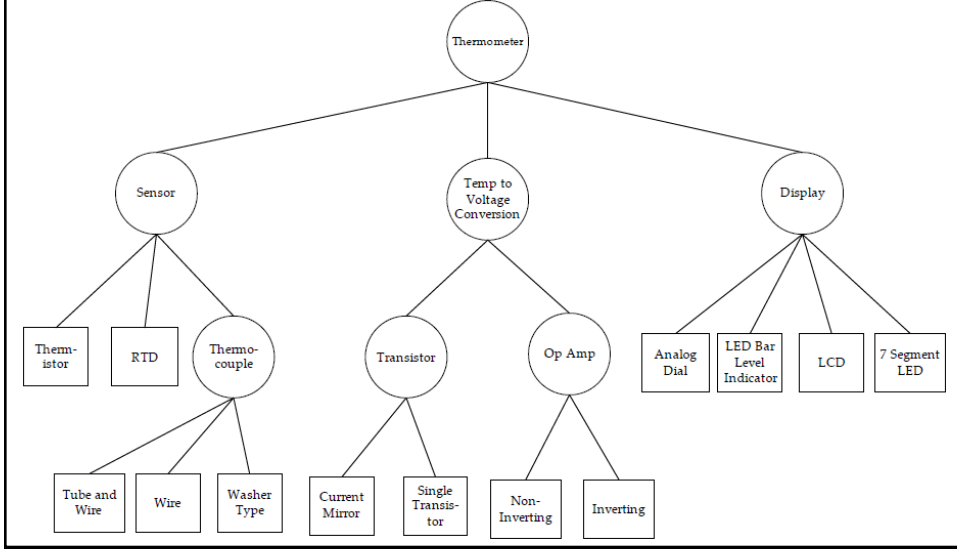 Thermometer
Sensor
Temp to
Voltage
Conversion
Display
Therm-
istor
RTD
Thermo-
couple
Transistor
Op Amp
Analog
Dial
LED Bar
Level
Indicator
LCD
7 Segment
LED
Tube and
Wire
Wire
Washer
Type
Current
Mirror
Single
Transis-
tor
Non-
Inverting
Inverting